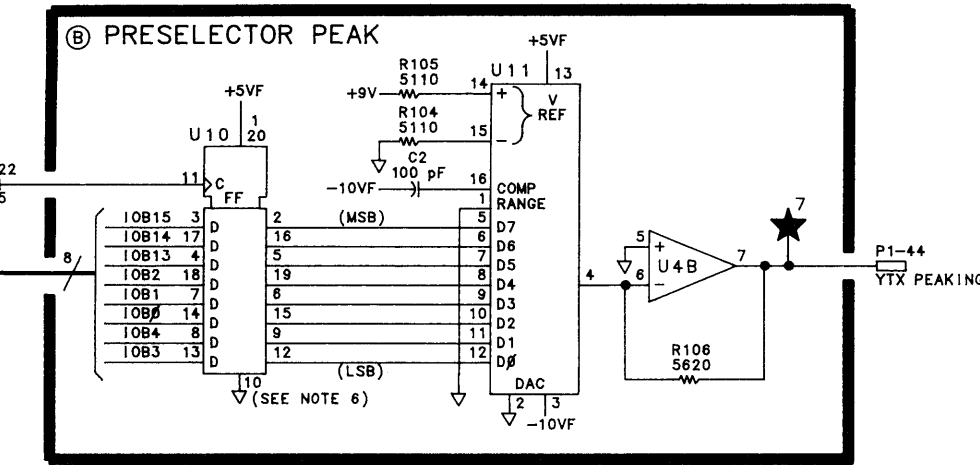 Ⓑ PRESELECTOR PEAK
+5VF
U11
13
R105
5110
14
+9V
+
V
REF
R104
5110
15
-
C2
100 pF
-10VF
16
COMP
1
RANGE
+5VF
1
20
U10
22
5
11
C
FF
IOB15 3 D 2 (MSB) 5 D7
IOB14 17 D 16 6 D6
IOB13 4 D 5 7 D5
IOB2 18 D 19 8 D4
IOB1 7 D 6 9 D3
IOBØ 14 D 15 10 D2
IOB4 8 D 9 11 D1
IOB3 13 D 12 (LSB) 12 DØ
8
10
(SEE NOTE 6)
DAC
2
3
-10VF
4
5
+
6
-
U4B
7
7
R106
5620
P1-44
YTX PEAKING